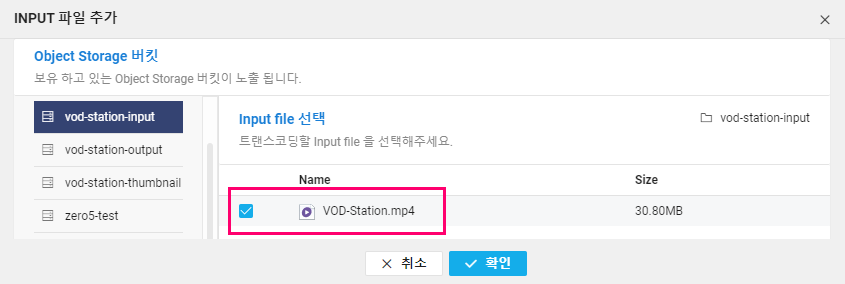 INPUT 파일 추가
Object Storage 버킷
보유 하고 있는 Object Storage 버킷이 노출 됩니다.
vod-station-input
vod-station-output
vod-station-thumbnail
zero5-test
Input file 선택
vod-station-input
트랜스코딩할 Input file 을 선택해주세요.
Name Size
VOD-Station.mp4 30.80MB
취소 확인